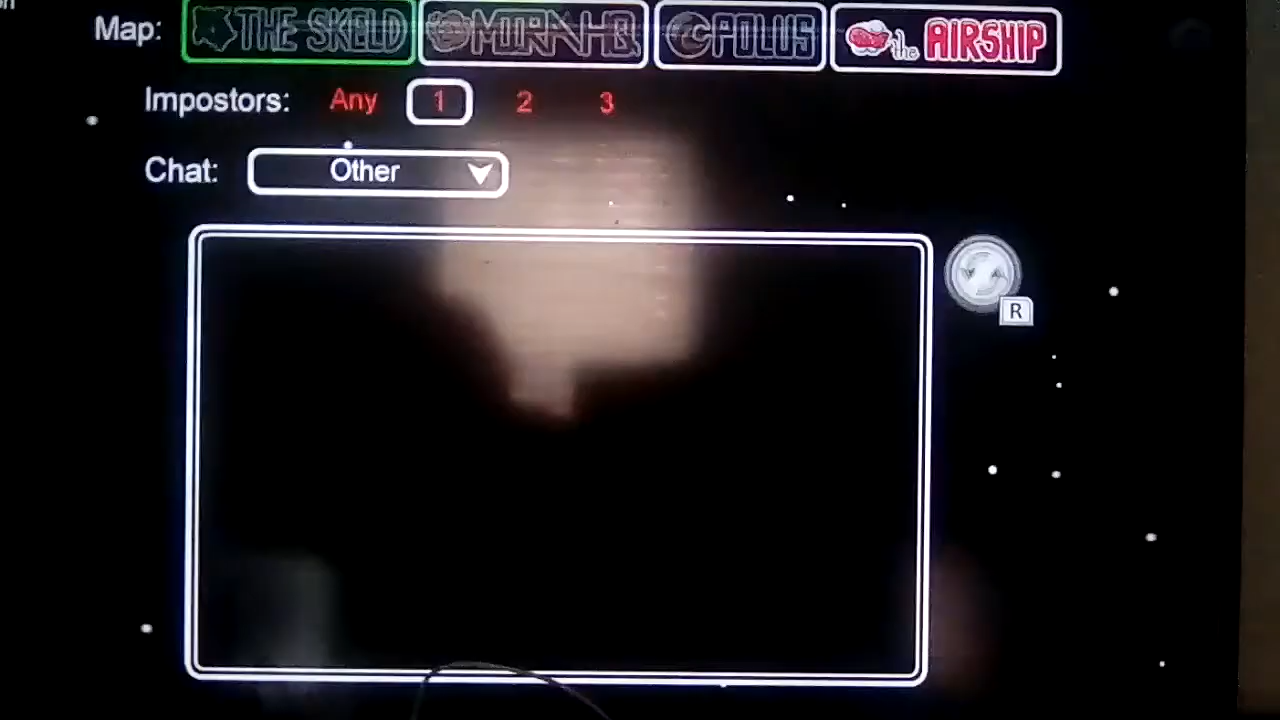 Map: THE SKELD MIRA HQ POLUS the AIRSHIP
Impostors: Any 1 2 3
Chat: Other
R